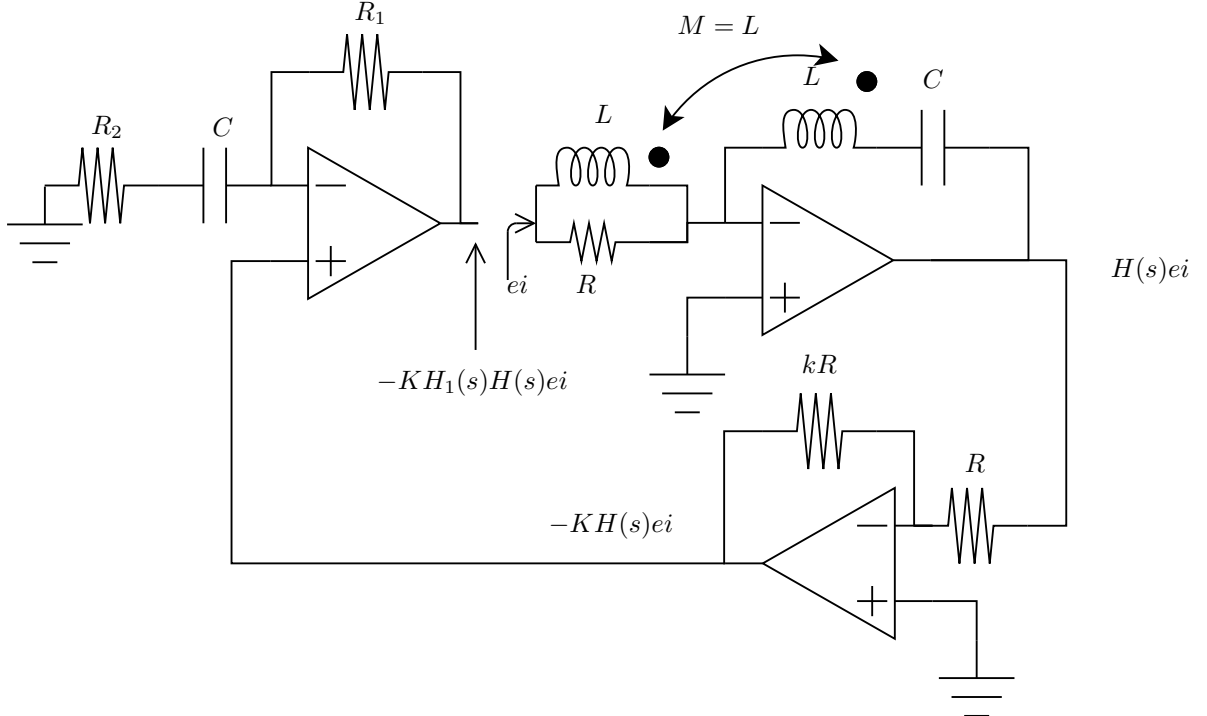 $R_1$
$M = L$
$L$
$C$
$R_2$
$C$
$L$
$ei$
$R$
$H(s)ei$
$-KH_1(s)H(s)ei$
$kR$
$R$
$-KH(s)ei$